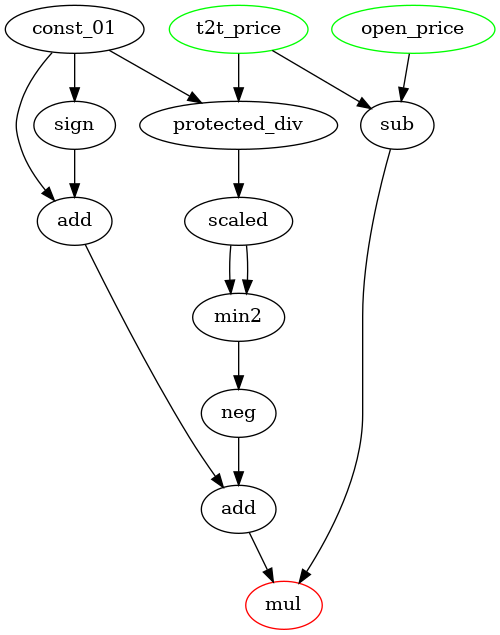 const_01
t2t_price
open_price
sign
protected_div
sub
add
scaled
min2
neg
add
mul